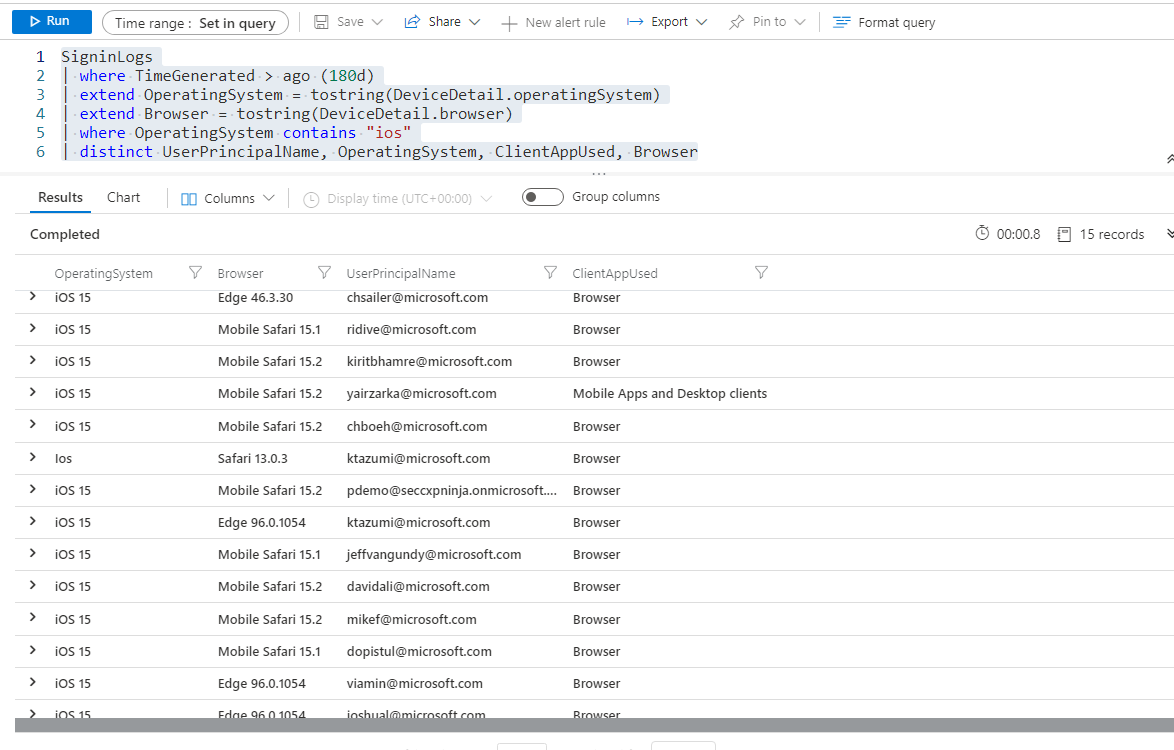 Run Time range : Set in query Save Share New alert rule Export Pin to Format query
1 SigninLogs
2 | where TimeGenerated > ago (180d)
3 | extend OperatingSystem = tostring(DeviceDetail.operatingSystem)
4 | extend Browser = tostring(DeviceDetail.browser)
5 | where OperatingSystem contains "ios"
6 | distinct UserPrincipalName, OperatingSystem, ClientAppUsed, Browser
Results Chart Columns Display time (UTC+00:00) Group columns
Completed 00:00.8 15 records
OperatingSystem Browser UserPrincipalName ClientAppUsed
iOS 15 Edge 46.3.30 chsailer@microsoft.com Browser
iOS 15 Mobile Safari 15.1 ridive@microsoft.com Browser
iOS 15 Mobile Safari 15.2 kiritbhamre@microsoft.com Browser
iOS 15 Mobile Safari 15.2 yairzarka@microsoft.com Mobile Apps and Desktop clients
iOS 15 Mobile Safari 15.2 chboeh@microsoft.com Browser
Ios Safari 13.0.3 ktazumi@microsoft.com Browser
iOS 15 Mobile Safari 15.2 pdemo@seccxpninja.onmicrosoft.... Browser
iOS 15 Edge 96.0.1054 ktazumi@microsoft.com Browser
iOS 15 Mobile Safari 15.1 jeffvangundy@microsoft.com Browser
iOS 15 Mobile Safari 15.2 davidali@microsoft.com Browser
iOS 15 Mobile Safari 15.2 mikef@microsoft.com Browser
iOS 15 Mobile Safari 15.1 dopistul@microsoft.com Browser
iOS 15 Edge 96.0.1054 viamin@microsoft.com Browser
iOS 15 Edge 96.0.1054 joshual@microsoft.com Browser